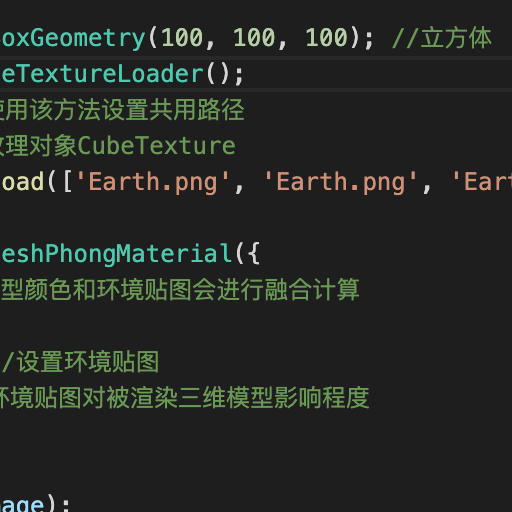 oxGeometry(100, 100, 100); //立方体
eTextureLoader();
使用该方法设置共用路径
纹理对象CubeTexture
oad(['Earth.png', 'Earth.png', 'Eart
eshPhongMaterial({
型颜色和环境贴图会进行融合计算
/设置环境贴图
环境贴图对被渲染三维模型影响程度
age);